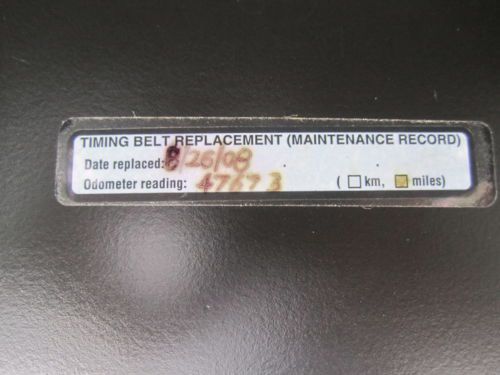 TIMING BELT REPLACEMENT (MAINTENANCE RECORD)
Date replaced: 8/26/08
Odometer reading: 47673 ( km, miles)